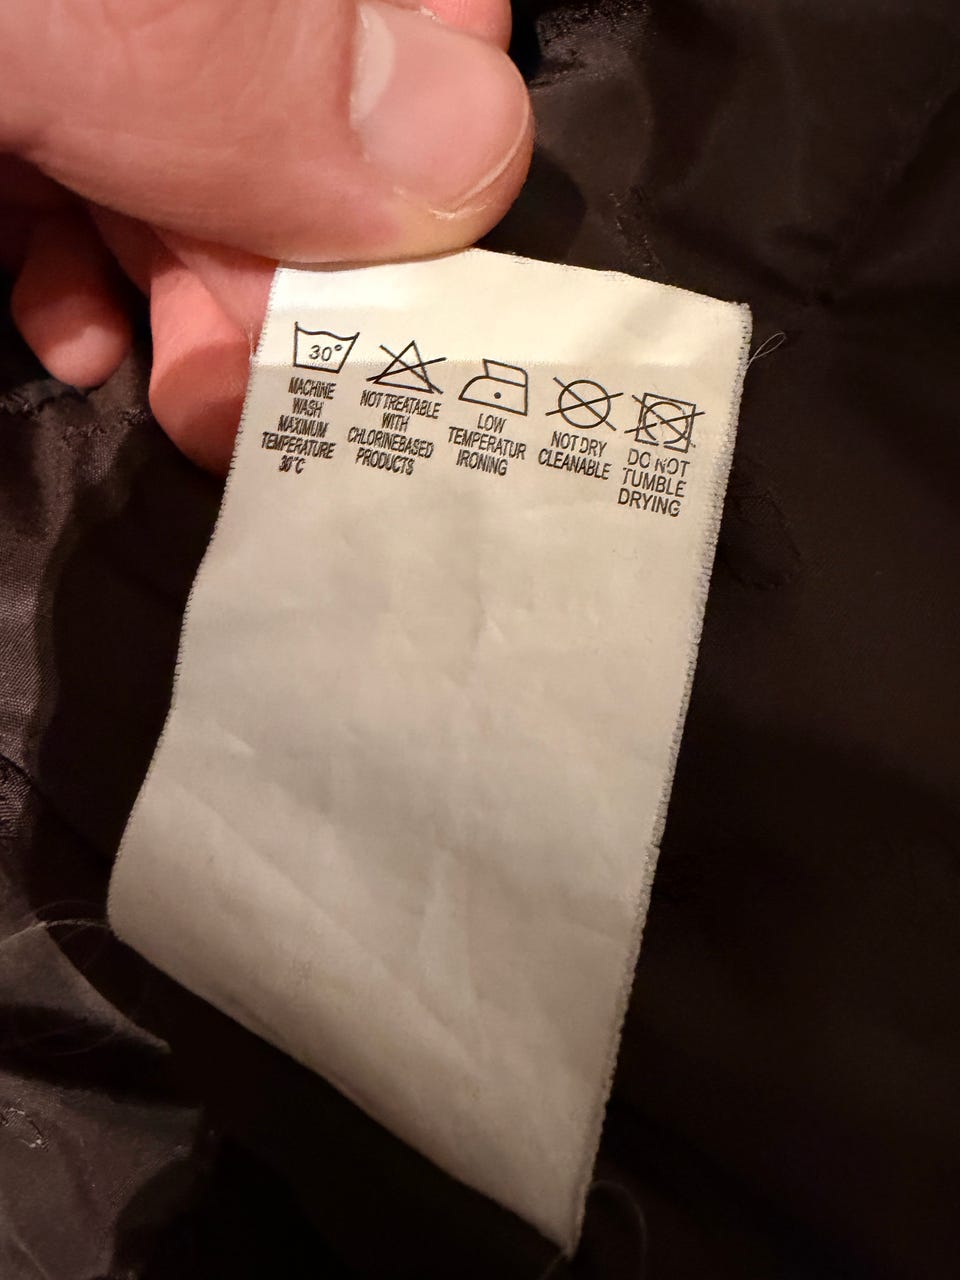 30°
MACHINE
WASH
MAXIMUM
TEMPERATURE
30°C
NOT TREATABLE
WITH
CHLORINEBASED
PRODUCTS
LOW
TEMPERATUR
IRONING
NOT DRY
CLEANABLE
DO NOT
TUMBLE
DRYING